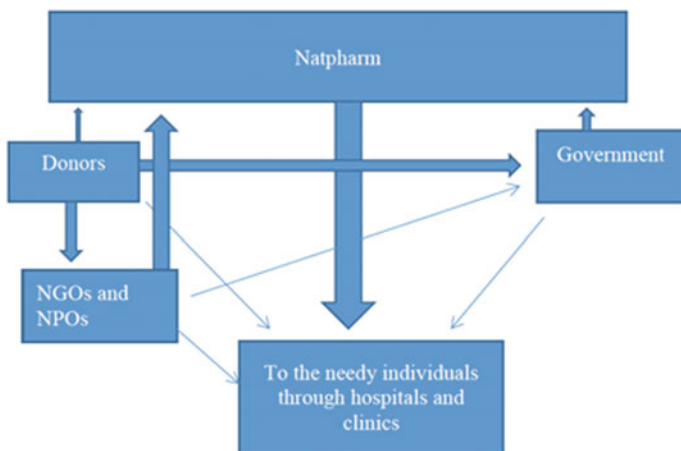 Natpharm
Donors
Government
NGOs and
NPOs
To the needy individuals
through hospitals and
clinics